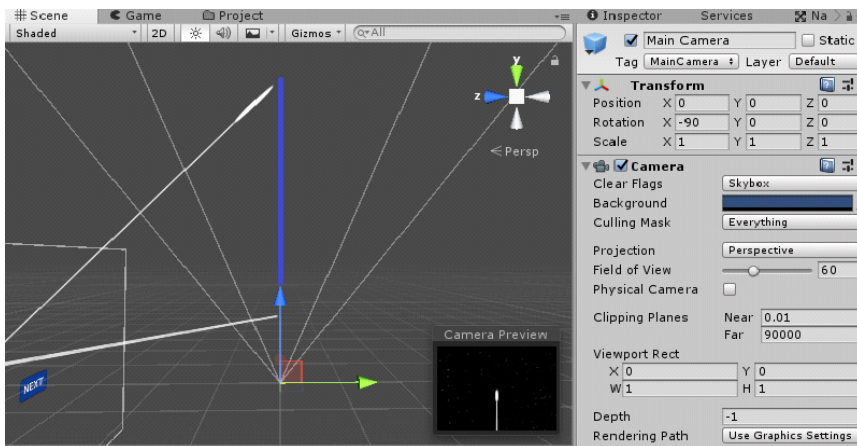 Scene Game Project
Shaded 2D Gizmos All
y
z
Persp
NEXT
Camera Preview
Inspector Services Na
Main Camera Static
Tag MainCamera Layer Default
Transform
Position X 0 Y 0 Z 0
Rotation X -90 Y 0 Z 0
Scale X 1 Y 1 Z 1
Camera
Clear Flags Skybox
Background
Culling Mask Everything
Projection Perspective
Field of View 60
Physical Camera
Clipping Planes Near 0.01
Far 90000
Viewport Rect
X 0 Y 0
W 1 H 1
Depth -1
Rendering Path Use Graphics Settings